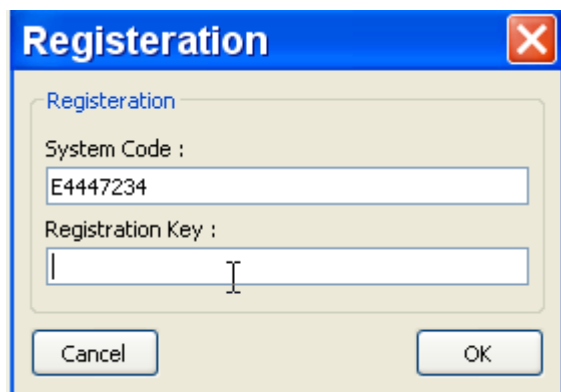 Registeration
Registeration
System Code :
E4447234
Registration Key :
Cancel
OK